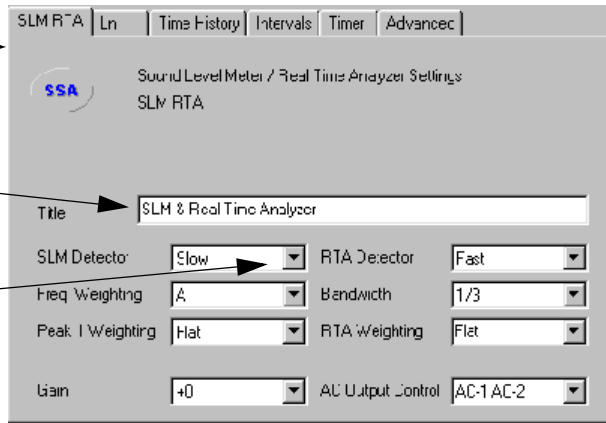 SLM RTA Ln Time History Intervals Timer Advanced
SSA
Sound Level Meter / Real Time Analyzer Settings
SLM RTA
Title SLM & Real Time Analyzer
SLM Detector Slow RTA Detector Fast
Freq Weighting A Bandwidth 1/3
Peak I Weighting Flat RTA Weighting Flat
Gain +0 AC Output Control AC-1 AC-2